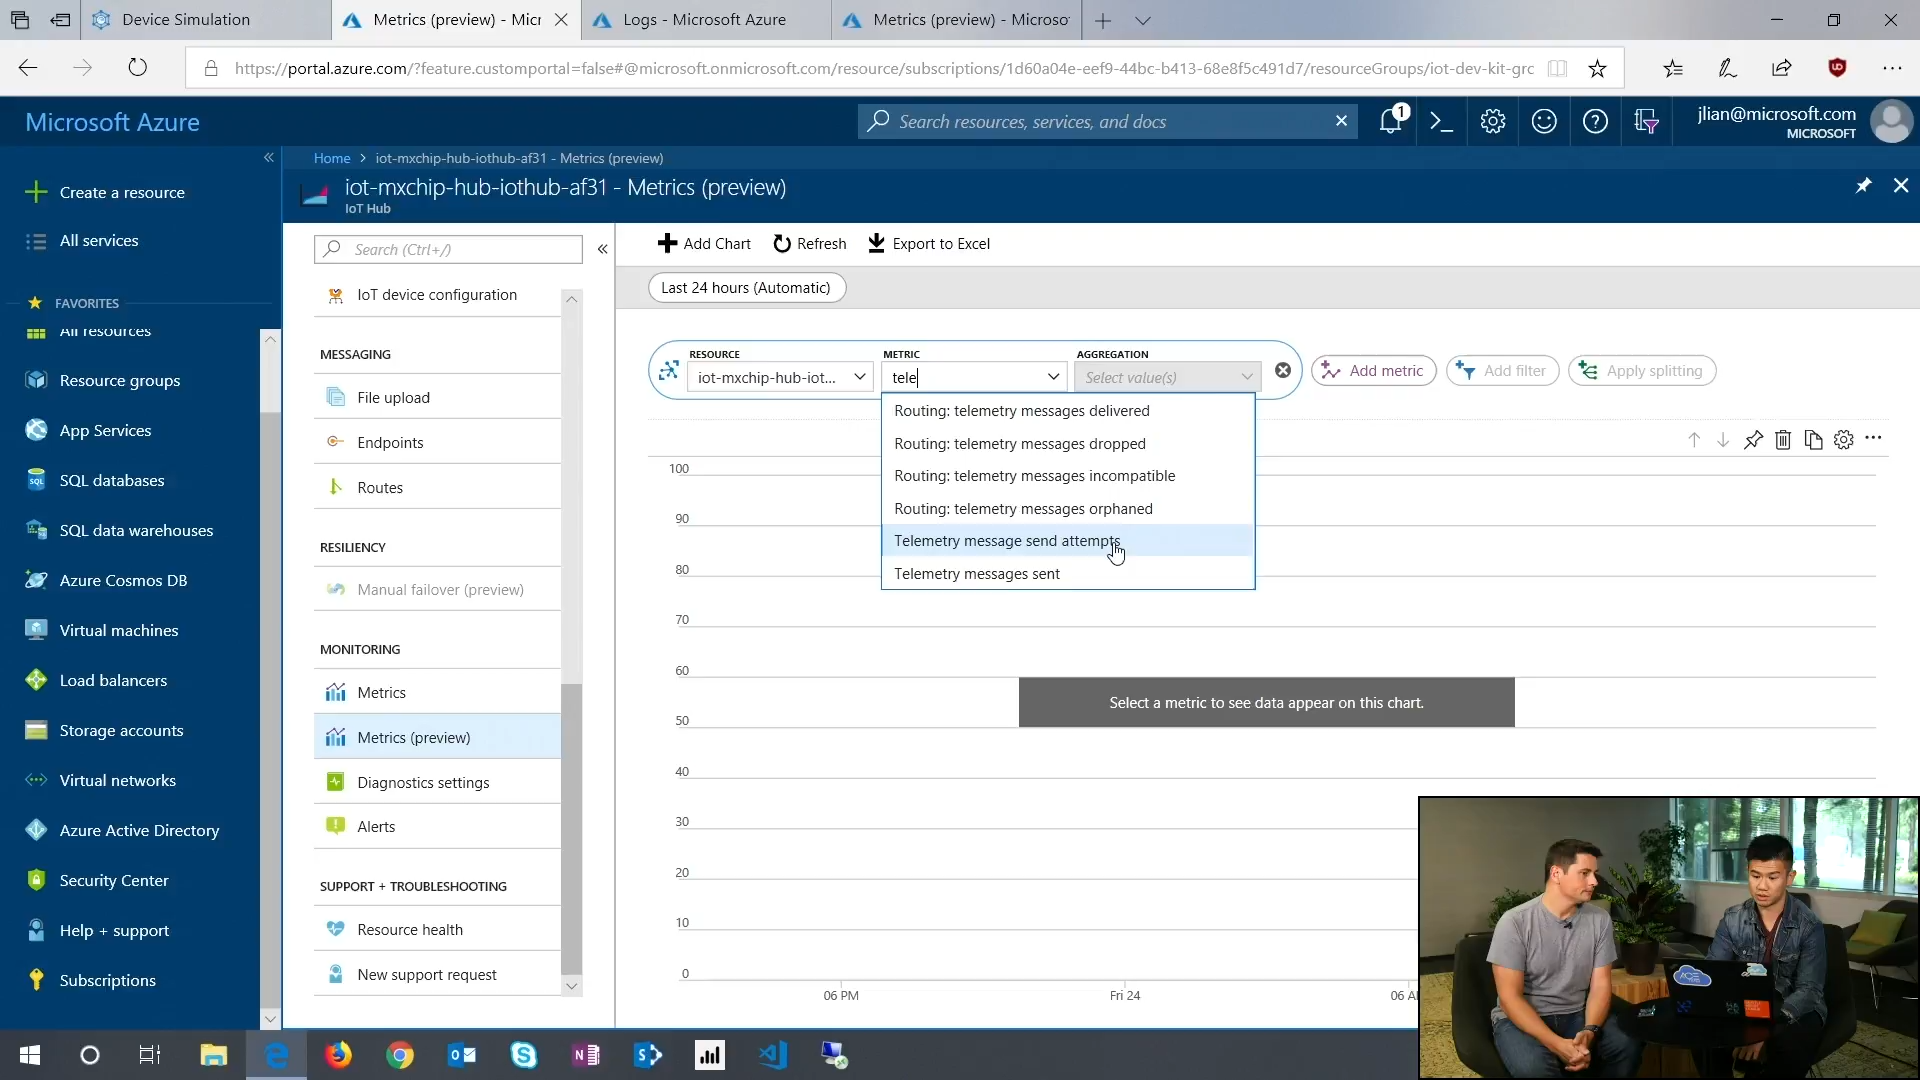 Device Simulation
Metrics (preview) - Micr
Logs - Microsoft Azure
Metrics (preview) - Microso
https://portal.azure.com/?feature.customportal=false#@microsoft.onmicrosoft.com/resource/subscriptions/1d60a04e-eef9-44bc-b413-68e8f5c491d7/resourceGroups/iot-dev-kit-grc
Microsoft Azure
Search resources, services, and docs
1
jlian@microsoft.com
MICROSOFT
Home > iot-mxchip-hub-iothub-af31 - Metrics (preview)
iot-mxchip-hub-iothub-af31 - Metrics (preview)
IoT Hub
Create a resource
All services
FAVORITES
All resources
Resource groups
App Services
SQL databases
SQL data warehouses
Azure Cosmos DB
Virtual machines
Load balancers
Storage accounts
Virtual networks
Azure Active Directory
Security Center
Help + support
Subscriptions
Search (Ctrl+/)
IoT device configuration
MESSAGING
File upload
Endpoints
Routes
RESILIENCY
Manual failover (preview)
MONITORING
Metrics
Metrics (preview)
Diagnostics settings
Alerts
SUPPORT + TROUBLESHOOTING
Resource health
New support request
Add Chart
Refresh
Export to Excel
Last 24 hours (Automatic)
RESOURCE
iot-mxchip-hub-iot...
METRIC
tele
AGGREGATION
Select value(s)
Add metric
Add filter
Apply splitting
Routing: telemetry messages delivered
Routing: telemetry messages dropped
Routing: telemetry messages incompatible
Routing: telemetry messages orphaned
Telemetry message send attempts
Telemetry messages sent
100
90
80
70
60
50
40
30
20
10
0
Select a metric to see data appear on this chart.
06 PM
Fri 24
06 A